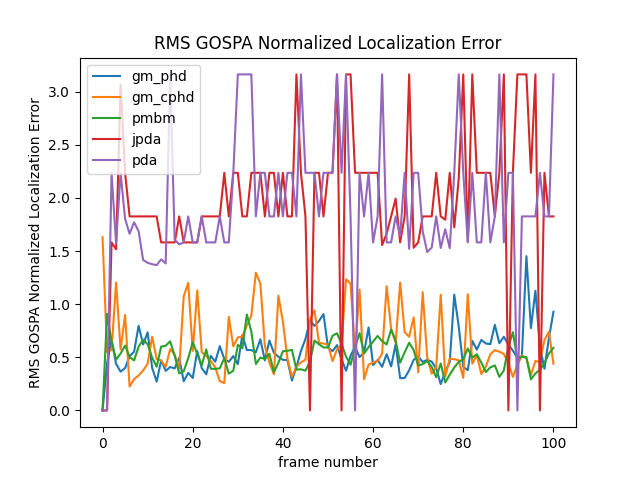 RMS GOSPA Normalized Localization Error
RMS GOSPA Normalized Localization Error
3.0
2.5
2.0
1.5
1.0
0.5
0.0
gm_phd
gm_cphd
pmbm
jpda
pda
0 20 40 60 80 100
frame number